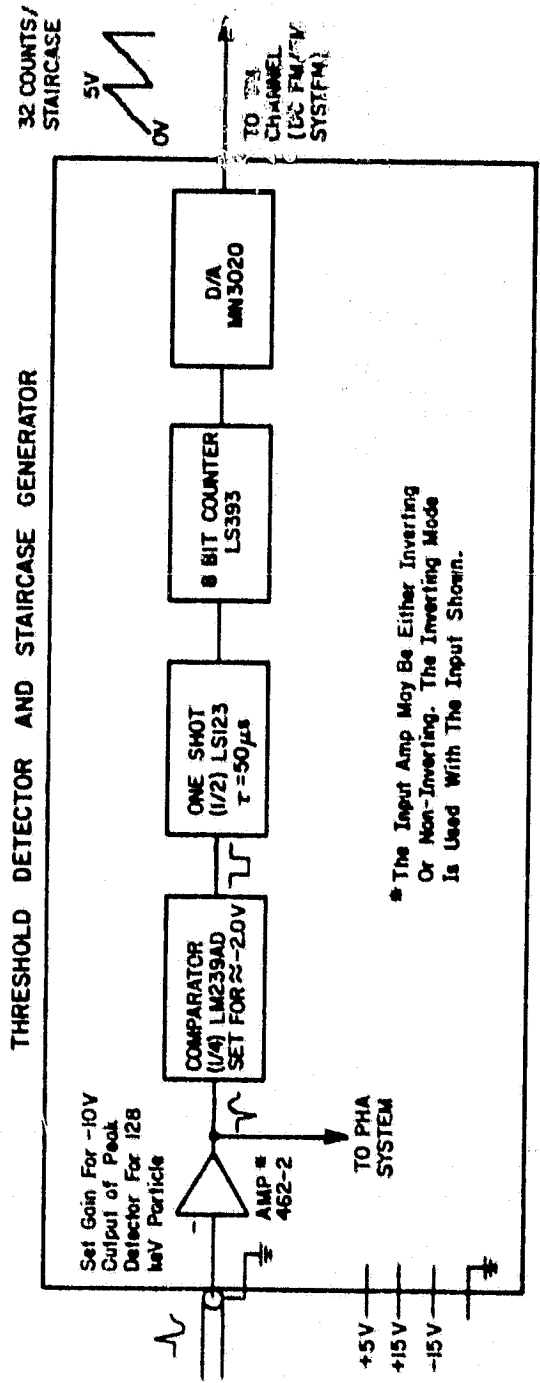 THRESHOLD DETECTOR AND STAIRCASE GENERATOR
32 COUNTS/
STAIRCASE
5V
0V
Set Gain For -10V
Output of Peak
Detector For 128
keV Particle
AMP*
462-2
COMPARATOR
(1/4) LM239AD
SET FOR ≈-2.0V
ONE SHOT
(1/2) LS123
τ = 50μs
8 BIT COUNTER
LS393
D/A
MN3020
TO
CHANNEL
SYSTEM)
TO PHA
SYSTEM
*The Input Amp May Be Either Inverting
Or Non-Inverting. The Inverting Mode
Is Used With The Input Shown.
+5V
+15V
-15V